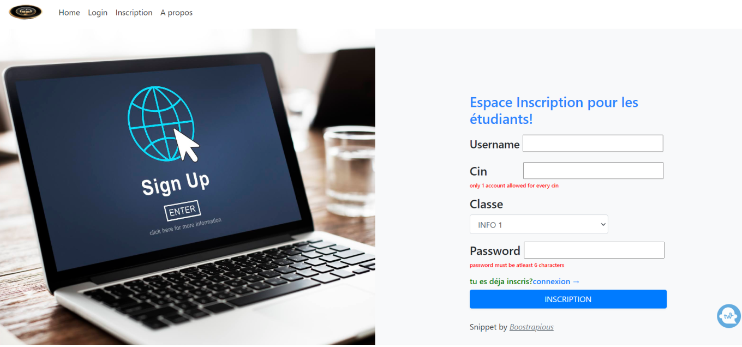 Home Login Inscription A propos
Sign Up
ENTER
click here for more information
Espace Inscription pour les
étudiants!
Username
Cin
only 1 account allowed for every cin
Classe
INFO 1
Password
password must be atleast 6 characters
tu es déja inscris?connexion →
INSCRIPTION
Snippet by Boostrapious